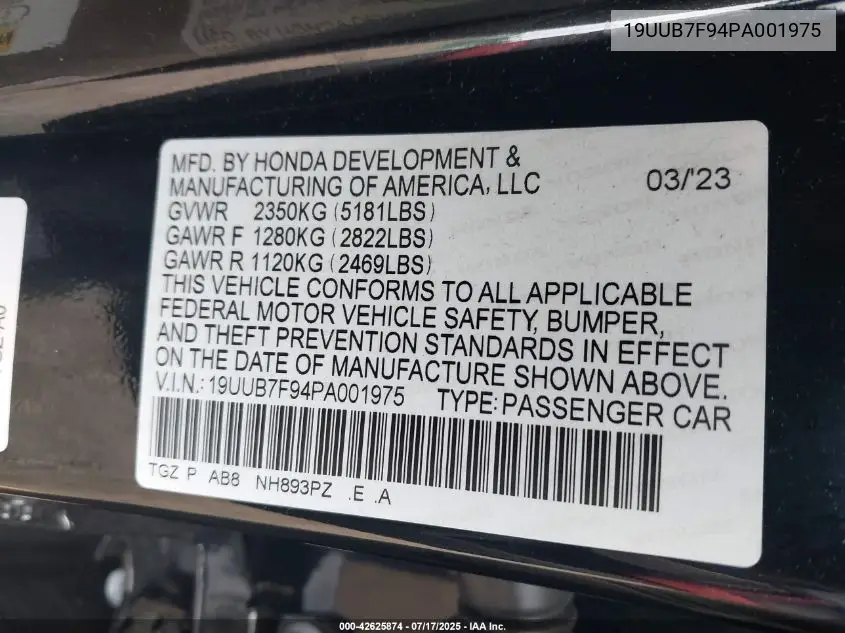 19UUB7F94PA001975
MFD. BY HONDA DEVELOPMENT &
MANUFACTURING OF AMERICA, LLC 03/'23
GVWR 2350KG (5181LBS)
GAWR F 1280KG (2822LBS)
GAWR R 1120KG (2469LBS)
THIS VEHICLE CONFORMS TO ALL APPLICABLE
FEDERAL MOTOR VEHICLE SAFETY, BUMPER,
AND THEFT PREVENTION STANDARDS IN EFFECT
ON THE DATE OF MANUFACTURE SHOWN ABOVE.
V.I.N.: 19UUB7F94PA001975 TYPE: PASSENGER CAR
TGZ P AB8 NH893PZ .E .A
000-42625874 - 07/17/2025 - IAA Inc.